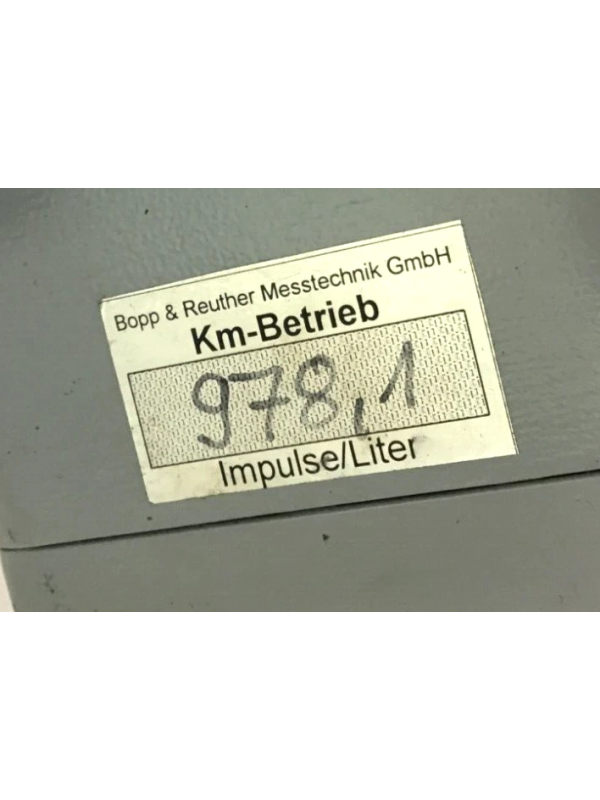 Bopp & Reuther Messtechnik GmbH
Km-Betrieb
978,1
Impulse/Liter